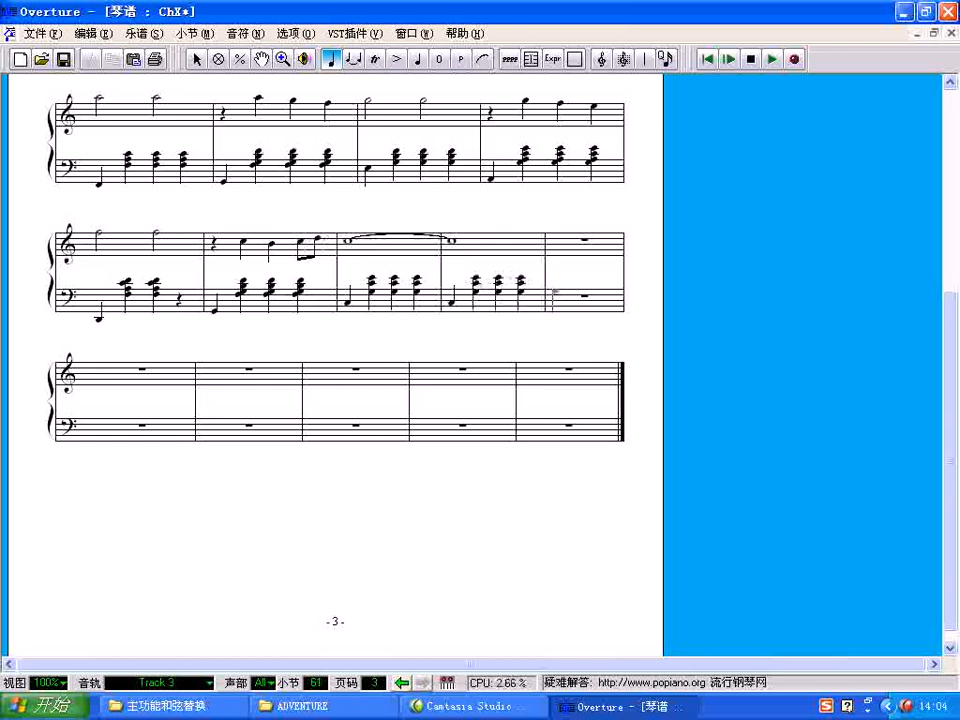 Overture - [琴谱 : ChX*]
文件(F) 编辑(E) 乐谱(S) 小节(M) 音符(N) 选项(O) VST插件(V) 窗口(W) 帮助(H)
tr > 0 P pppp Expr
-3-
视图 100% 音轨 Track 3 声部 All 小节 61 页码 3 CPU: 2.66 % 疑难解答: http://www.popiano.org 流行钢琴网
开始 主功能和弦替换 ADVENTURE Camtasia Studio ... Overture - [琴谱 : ... 14:04